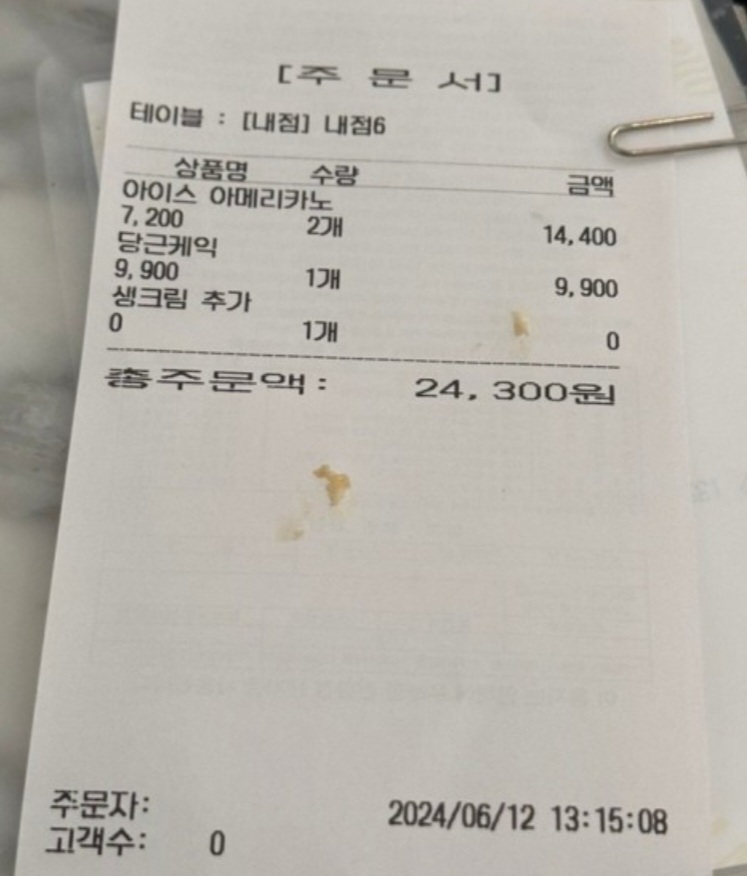 [주 문 서]
테이블 : [내점] 내점6
상품명 수량 금액
아이스 아메리카노
7,200 2개 14,400
당근케익
9,900 1개 9,900
생크림 추가
0 1개 0
총주문액: 24,300원
주문자: 2024/06/12 13:15:08
고객수: 0